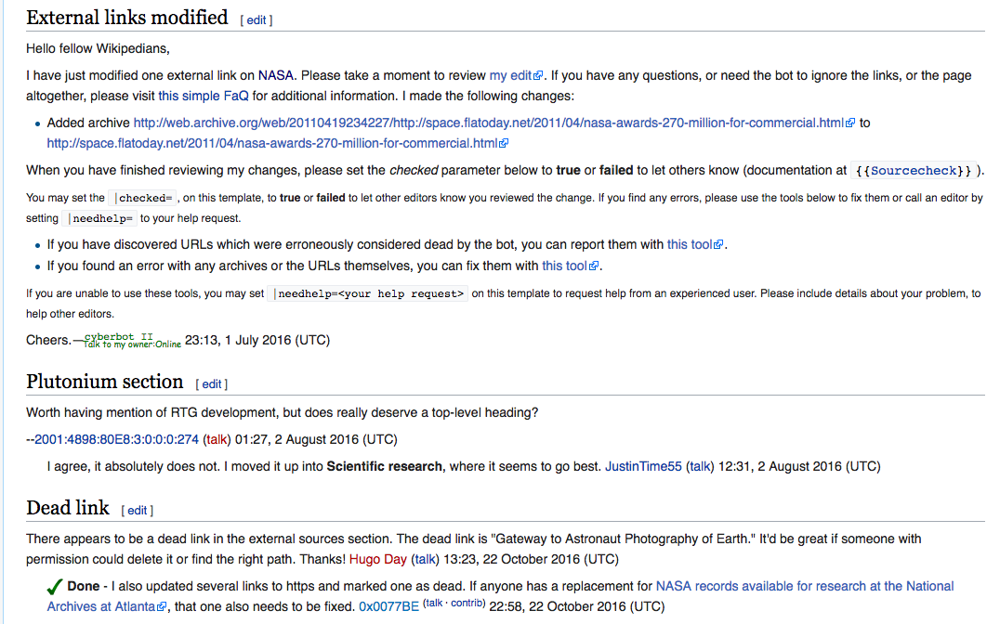 External links modified [ edit ]
Hello fellow Wikipedians,
I have just modified one external link on NASA. Please take a moment to review my edit. If you have any questions, or need the bot to ignore the links, or the page
altogether, please visit this simple FaQ for additional information. I made the following changes:
• Added archive http://web.archive.org/web/20110419234227/http://space.flatoday.net/2011/04/nasa-awards-270-million-for-commercial.html to
http://space.flatoday.net/2011/04/nasa-awards-270-million-for-commercial.html
When you have finished reviewing my changes, please set the checked parameter below to true or failed to let others know (documentation at {{Sourcecheck}} ).
You may set the |checked= , on this template, to true or failed to let other editors know you reviewed the change. If you find any errors, please use the tools below to fix them or call an editor by
setting |needhelp= to your help request.
• If you have discovered URLs which were erroneously considered dead by the bot, you can report them with this tool.
• If you found an error with any archives or the URLs themselves, you can fix them with this tool.
If you are unable to use these tools, you may set |needhelp=<your help request> on this template to request help from an experienced user. Please include details about your problem, to
help other editors.
Cheers.—cyberbot II Talk to my owner:Online 23:13, 1 July 2016 (UTC)
Plutonium section [ edit ]
Worth having mention of RTG development, but does really deserve a top-level heading?
--2001:4898:80E8:3:0:0:0:274 (talk) 01:27, 2 August 2016 (UTC)
I agree, it absolutely does not. I moved it up into Scientific research, where it seems to go best. JustinTime55 (talk) 12:31, 2 August 2016 (UTC)
Dead link [ edit ]
There appears to be a dead link in the external sources section. The dead link is "Gateway to Astronaut Photography of Earth." It'd be great if someone with
permission could delete it or find the right path. Thanks! Hugo Day (talk) 13:23, 22 October 2016 (UTC)
Done - I also updated several links to https and marked one as dead. If anyone has a replacement for NASA records available for research at the National
Archives at Atlanta, that one also needs to be fixed. 0x0077BE (talk · contrib) 22:58, 22 October 2016 (UTC)